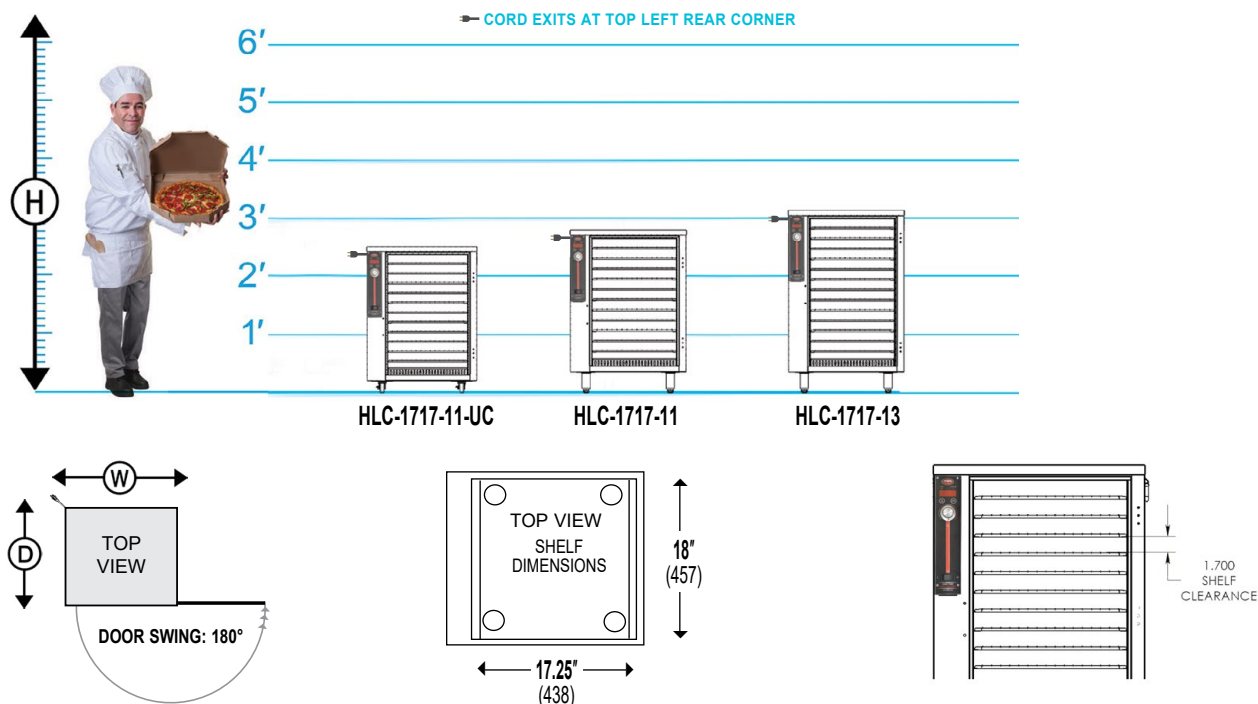 CORD EXITS AT TOP LEFT REAR CORNER
6′
5′
4′
3′
2′
1′
H
HLC-1717-11-UC
HLC-1717-11
HLC-1717-13
W
D
TOP
VIEW
DOOR SWING: 180°
TOP VIEW
SHELF
DIMENSIONS
18″
(457)
17.25″
(438)
1.700
SHELF
CLEARANCE